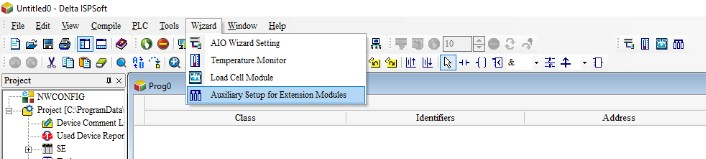 Untitled0 - Delta ISPSoft
File Edit View Compile PLC Tools Wizard Window Help
AIO Wizard Setting
10
Temperature Monitor
Load Cell Module
&
Auxiliary Setup for Extension Modules
Project
Prog0
NWCONFIG
Project [C:\ProgramData\
Class Identifiers Address
Device Comment L
Used Device Repor
SE